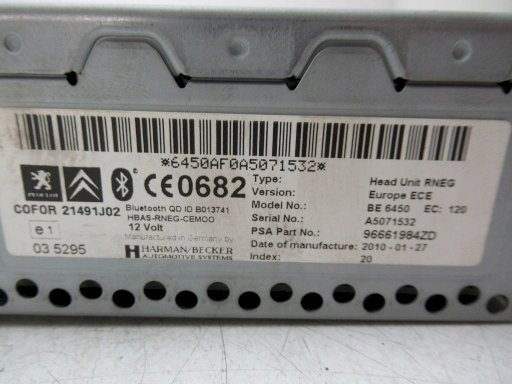 *6450AF0A5071532*
PEUGEOT
CE0682
COFOR 21491J02
Bluetooth QD ID B013741
HBAS-RNEG-CEMOO
12 Volt
Manufactured in Germany by
HARMAN/BECKER
AUTOMOTIVE SYSTEMS
e1
03 5295
Type: Head Unit RNEG
Version: Europe ECE
Model No.: BE 6450 EC: 120
Serial No.: A5071532
PSA Part No.: 96661984ZD
Date of manufacture: 2010-01-27
Index: 20